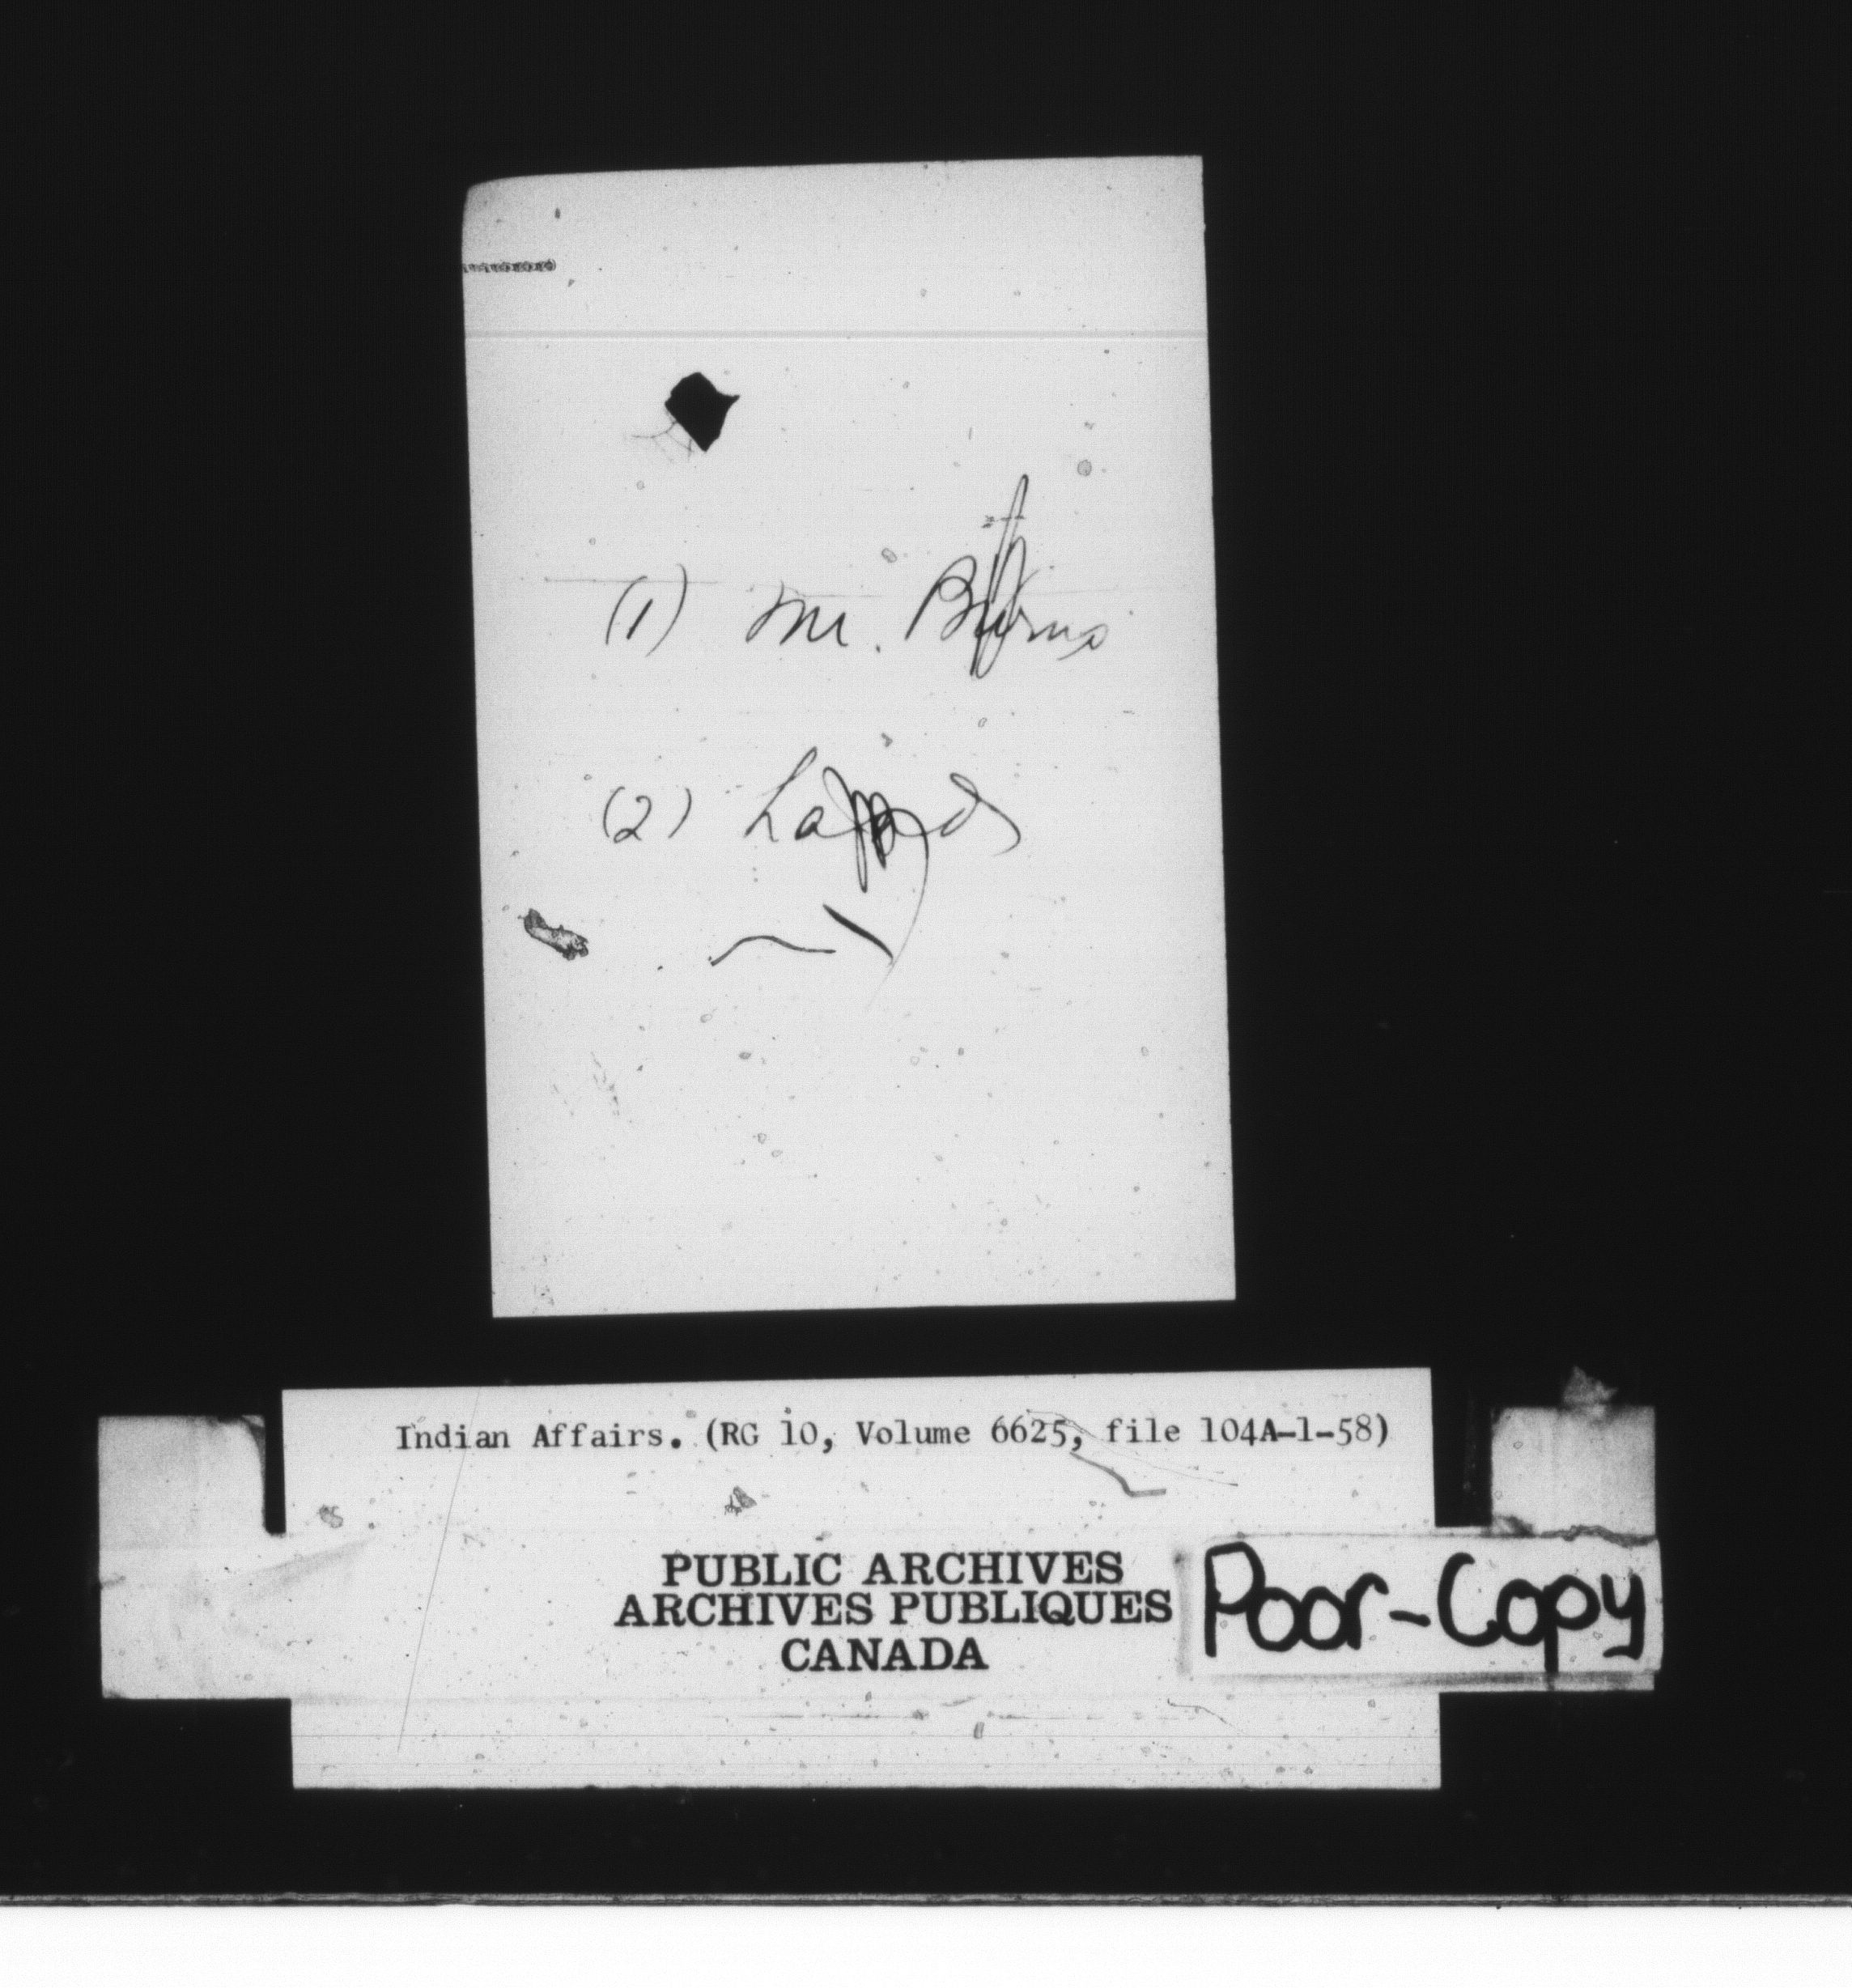 (1) Mr. Burns
(2)
Indian Affairs. (RG 10, Volume 6625, file 104A-1-58)
PUBLIC ARCHIVES
ARCHIVES PUBLIQUES
CANADA
Poor-Copy